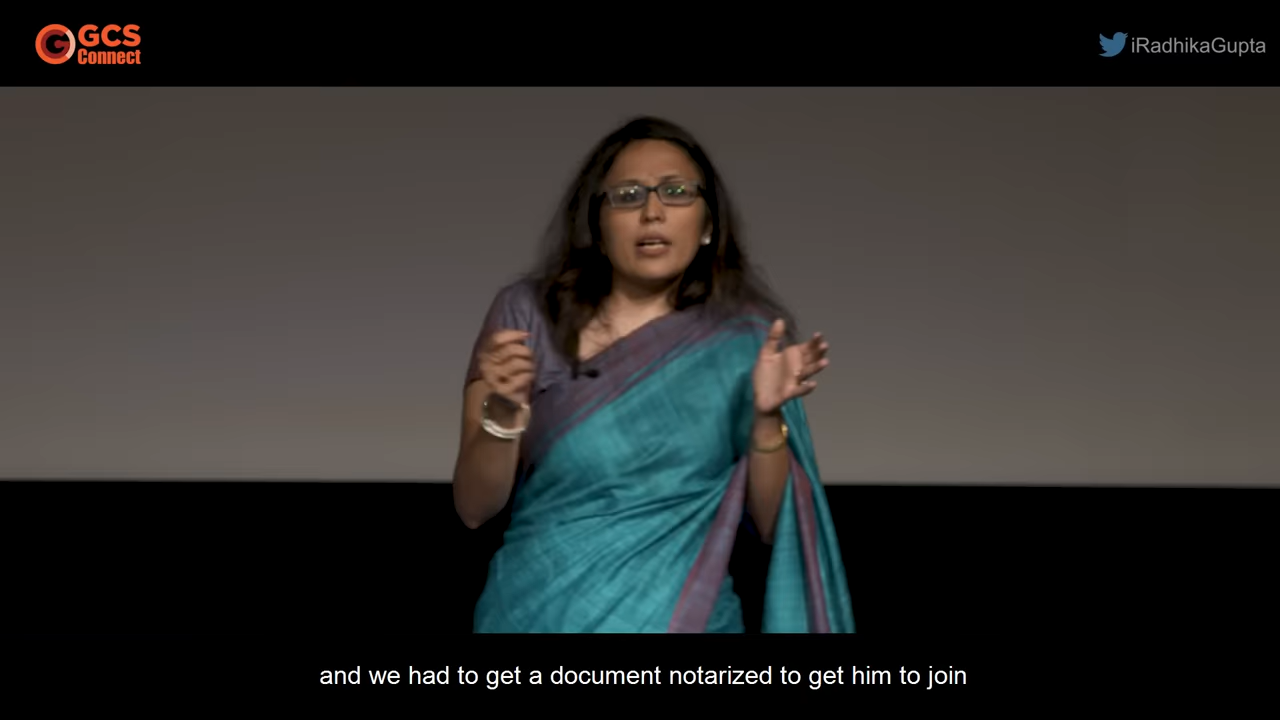 GCS
Connect
iRadhikaGupta
and we had to get a document notarized to get him to join